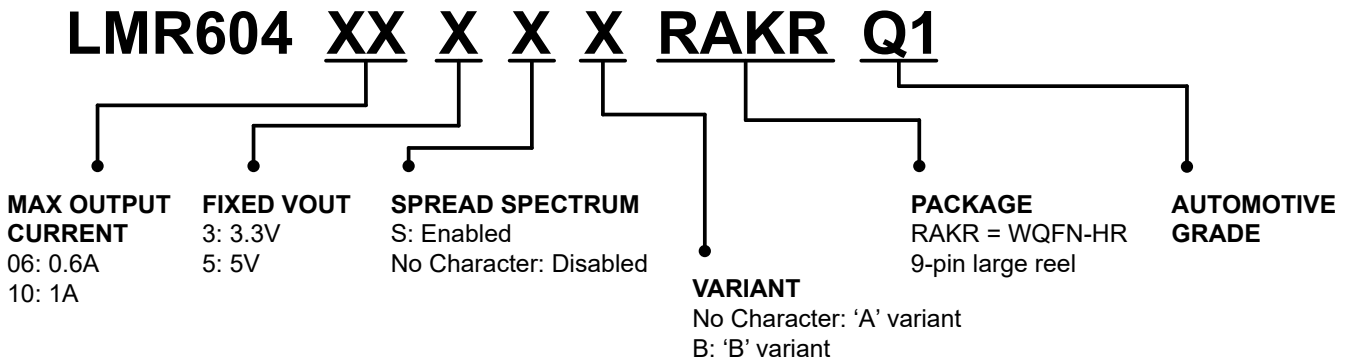 LMR604 XX X X X RAKR Q1
MAX OUTPUT
CURRENT
06: 0.6A
10: 1A
FIXED VOUT
3: 3.3V
5: 5V
SPREAD SPECTRUM
S: Enabled
No Character: Disabled
VARIANT
No Character: ‘A’ variant
B: ‘B’ variant
PACKAGE
RAKR = WQFN-HR
9-pin large reel
AUTOMOTIVE
GRADE